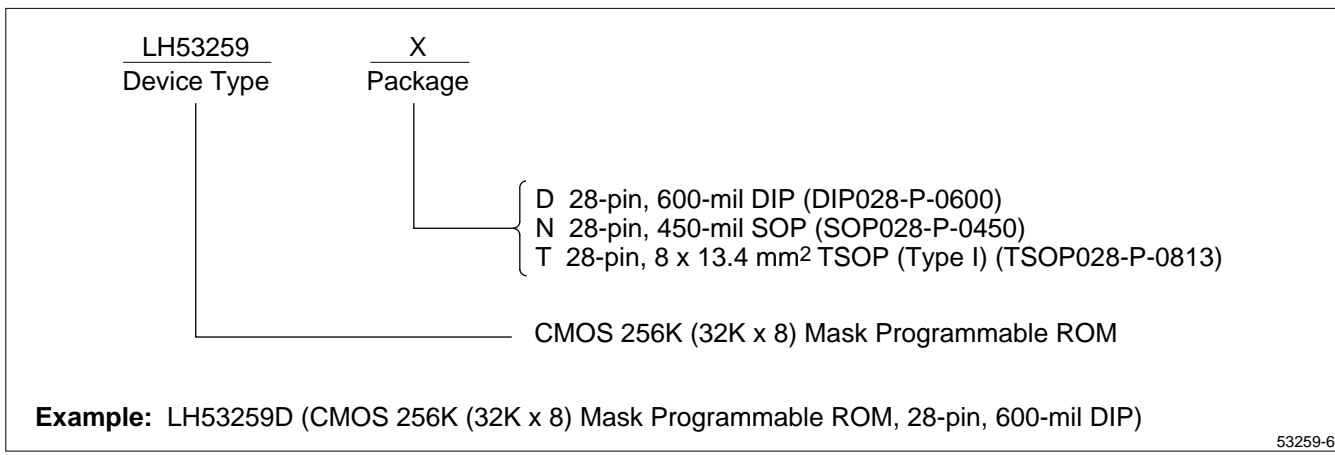 LH53259 X
Device Type Package
D 28-pin, 600-mil DIP (DIP028-P-0600)
N 28-pin, 450-mil SOP (SOP028-P-0450)
T 28-pin, 8 x 13.4 mm² TSOP (Type I) (TSOP028-P-0813)
CMOS 256K (32K x 8) Mask Programmable ROM
Example: LH53259D (CMOS 256K (32K x 8) Mask Programmable ROM, 28-pin, 600-mil DIP)
53259-6